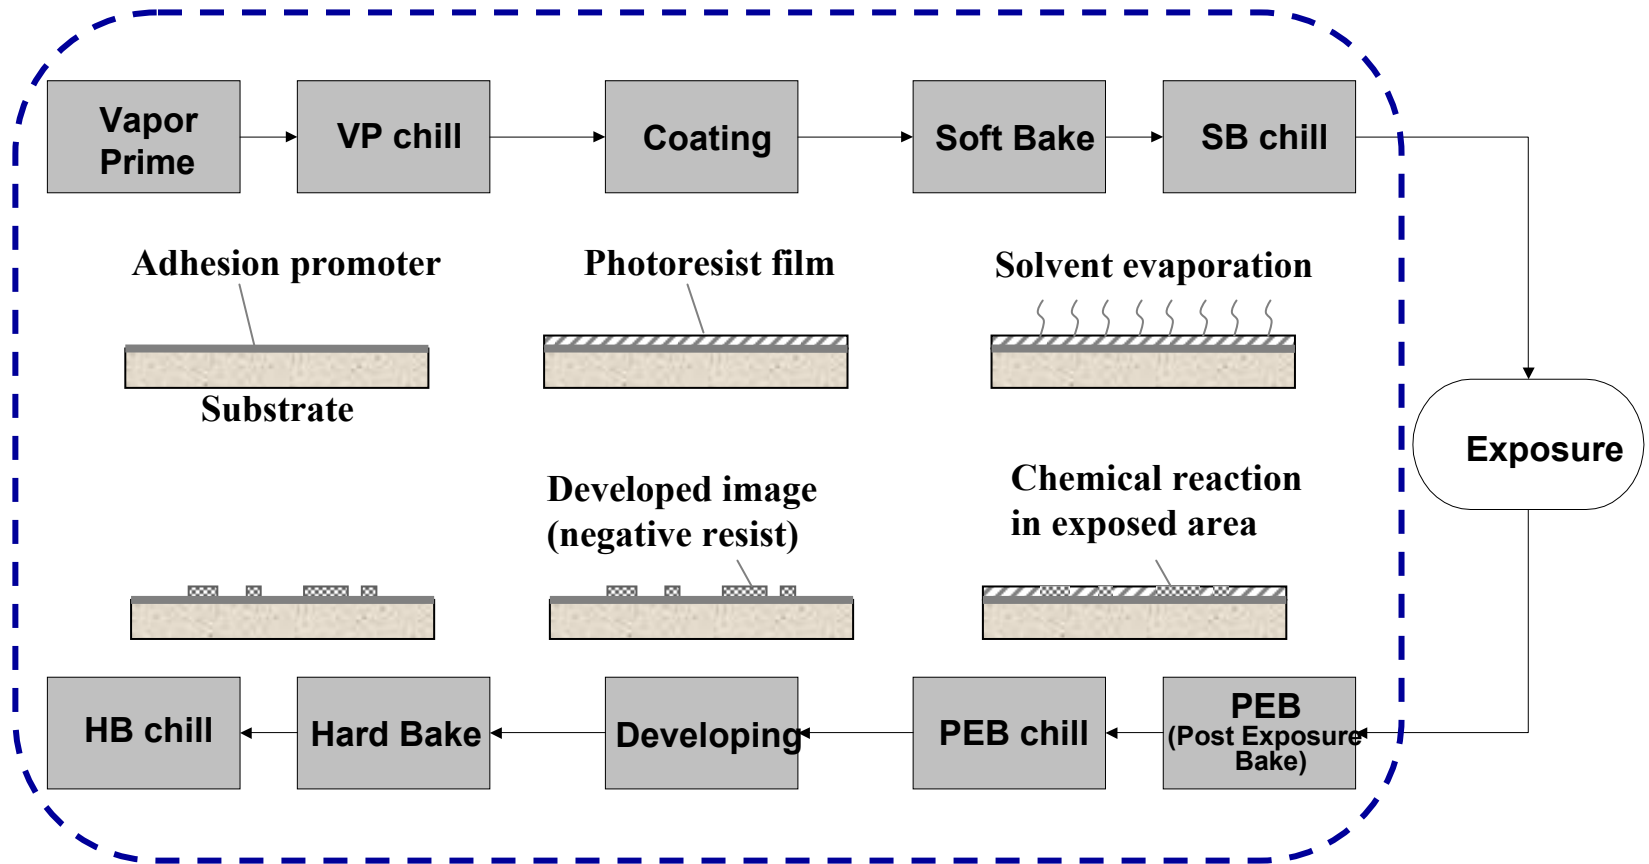 Vapor
Prime
VP chill
Coating
Soft Bake
SB chill
Adhesion promoter
Photoresist film
Solvent evaporation
Substrate
Exposure
Developed image
(negative resist)
Chemical reaction
in exposed area
HB chill
Hard Bake
Developing
PEB chill
PEB
(Post Exposure
Bake)